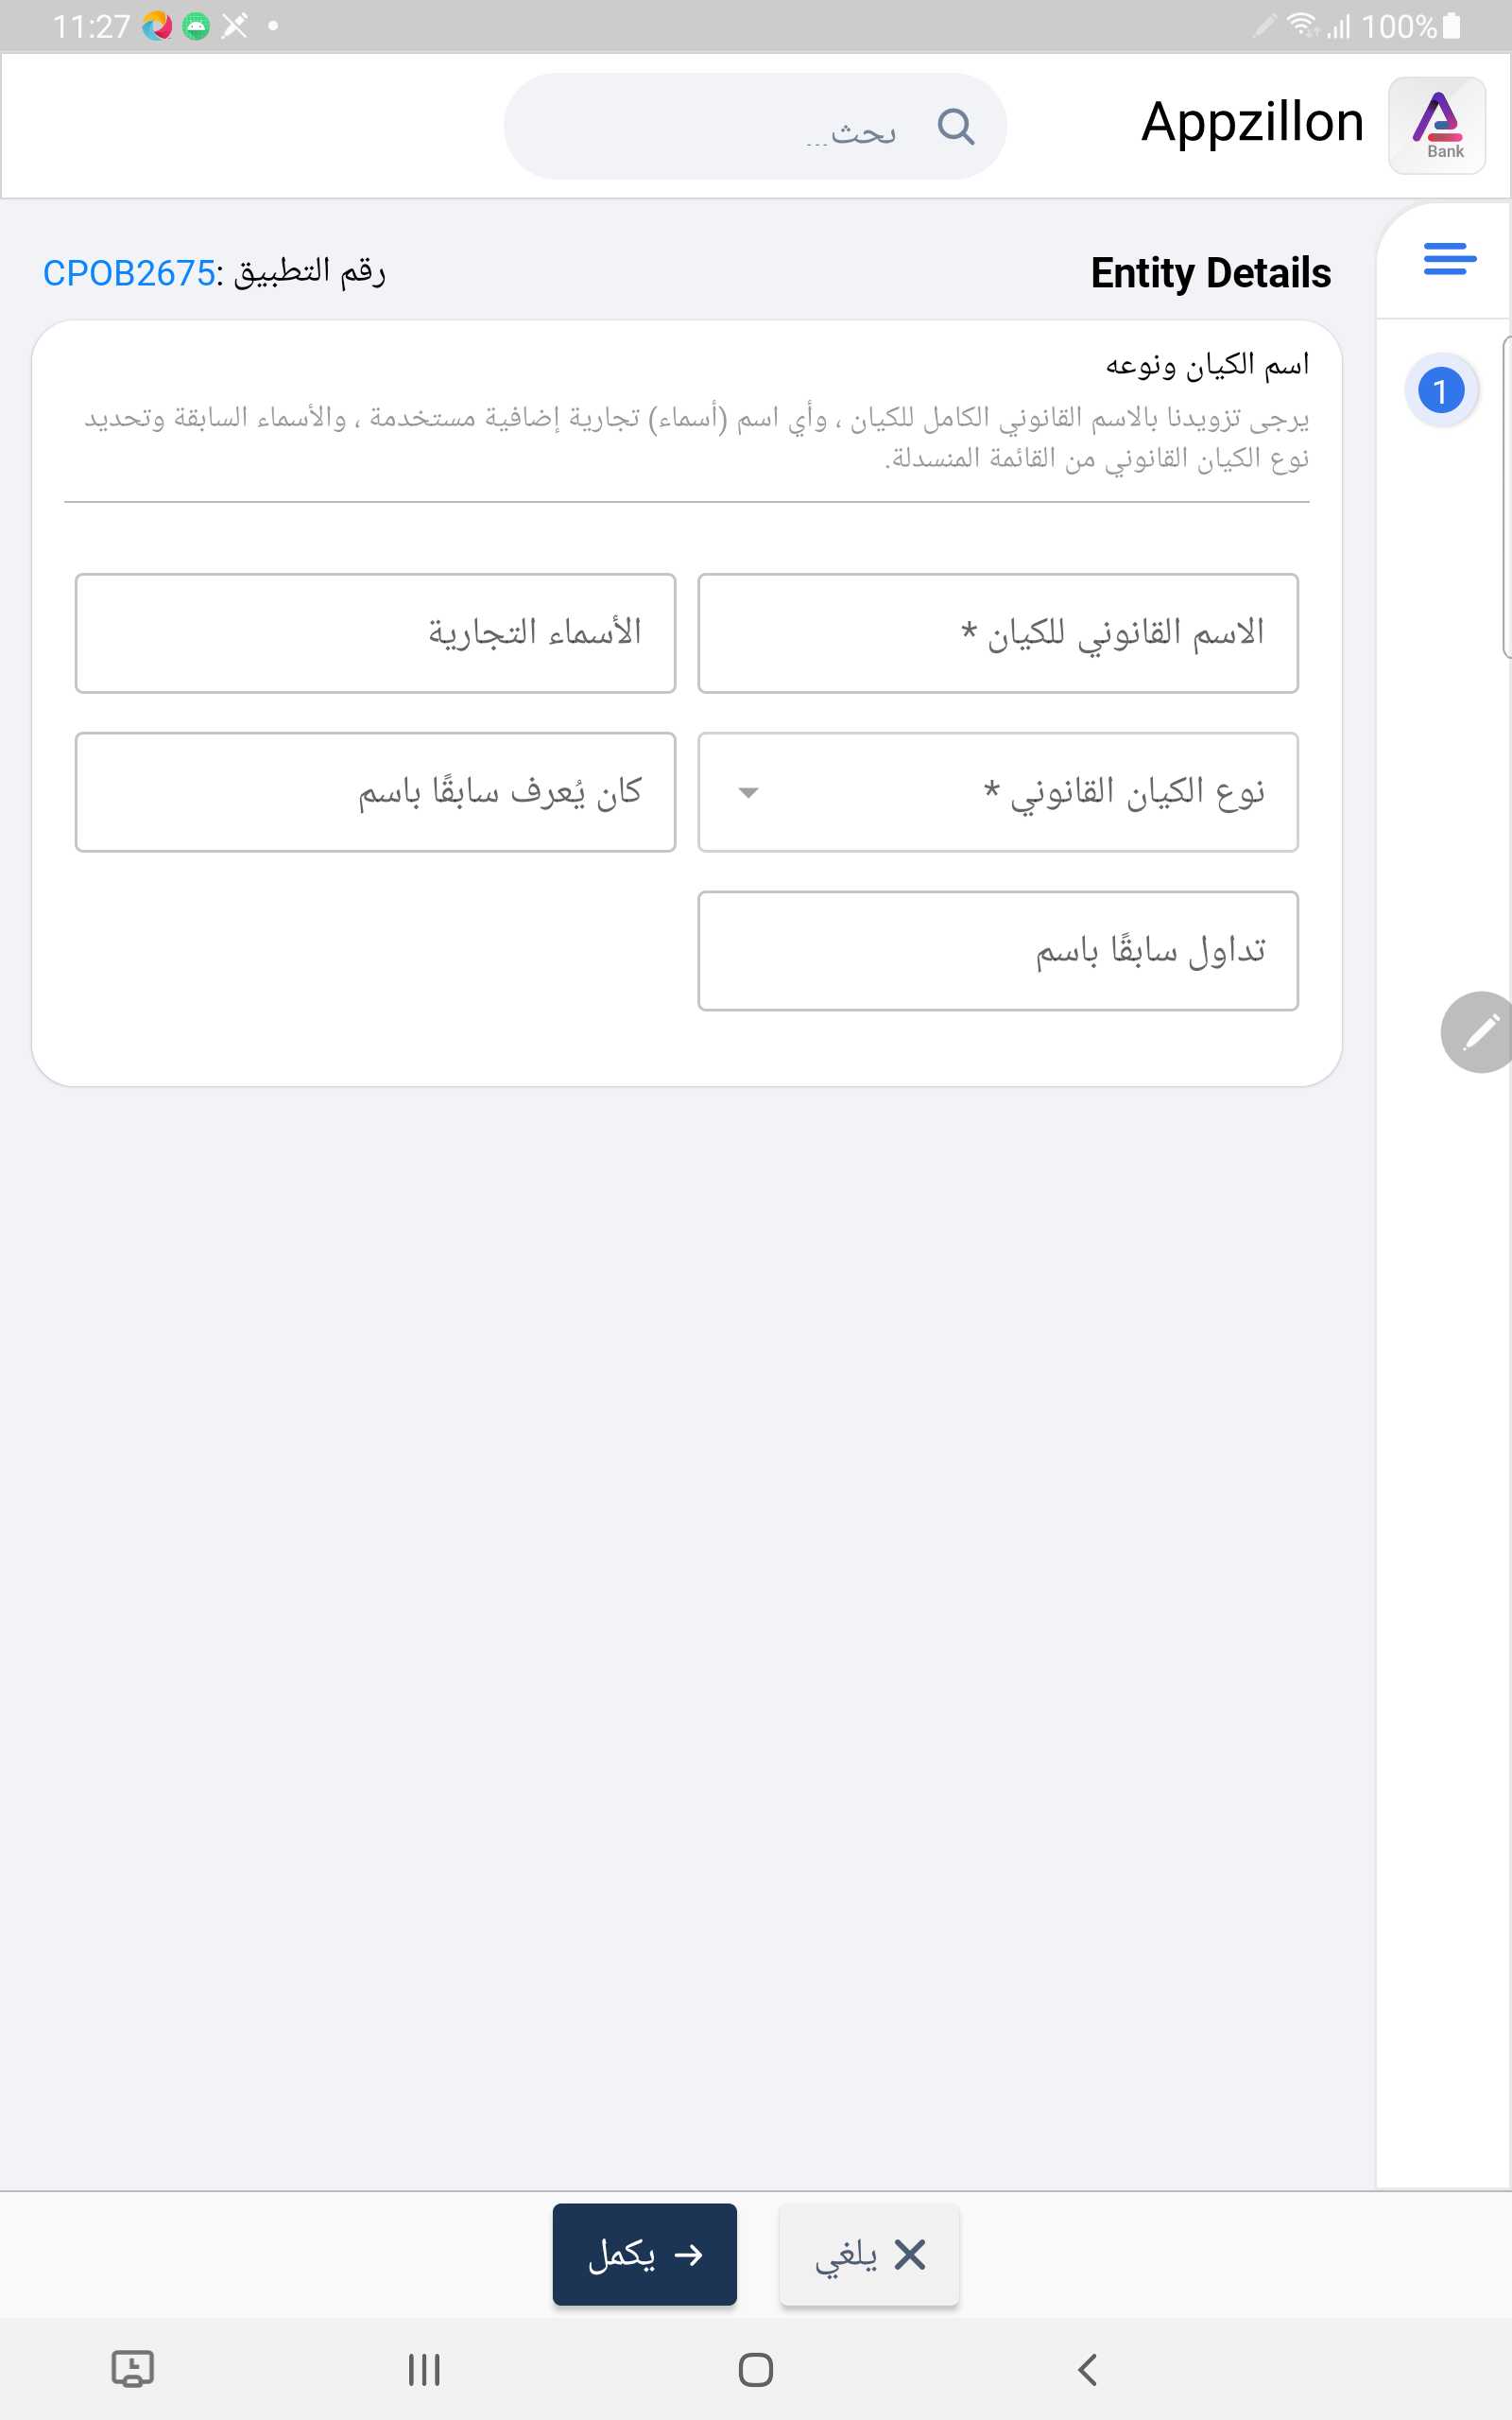 11:27
100%
Bank
Appzillon
بحث...
Entity Details
رقم التطبيق :CPOB2675
1
اسم الكيان ونوعه
يرجى تزويدنا بالاسم القانوني الكامل للكيان ، وأي اسم (أسماء) تجارية إضافية مستخدمة ، والأسماء السابقة وتحديد
نوع الكيان القانوني من القائمة المنسدلة.
الاسم القانوني للكيان *
الأسماء التجارية
نوع الكيان القانوني *
كان يُعرف سابقًا باسم
تداول سابقًا باسم
يلغي
يكمل